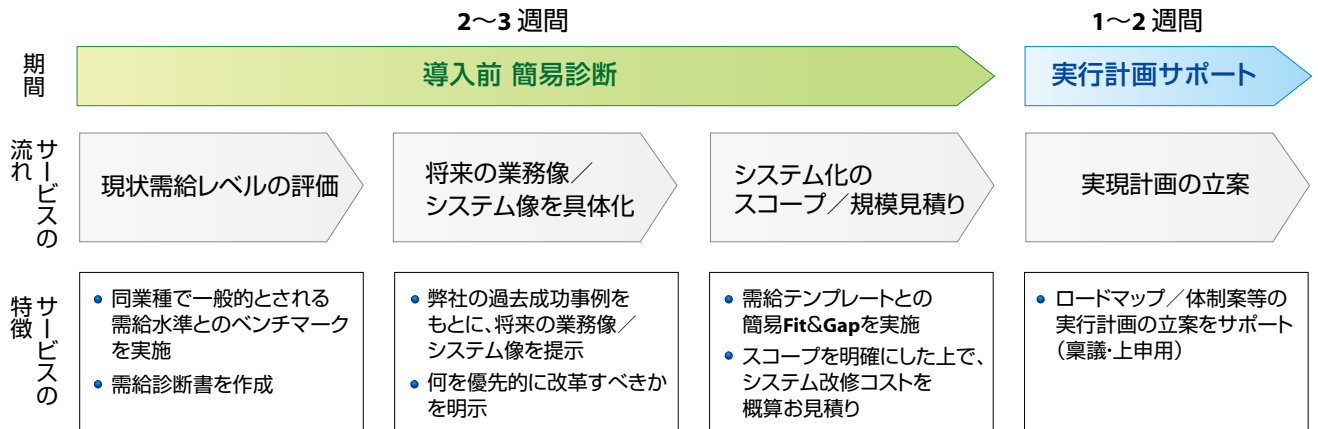 2〜3 週間
1〜2 週間
期間
導入前 簡易診断
実行計画サポート
サービスの
流れ
現状需給レベルの評価
将来の業務像／
システム像を具体化
システム化の
スコープ／規模見積り
実現計画の立案
サービスの
特徴
• 同業種で一般的とされる
需給水準とのベンチマーク
を実施
• 需給診断書を作成
• 弊社の過去成功事例を
もとに、将来の業務像／
システム像を提示
• 何を優先的に改革すべきか
を明示
• 需給テンプレートとの
簡易Fit&Gapを実施
• スコープを明確にした上で、
システム改修コストを
概算お見積り
• ロードマップ／体制案等の
実行計画の立案をサポート
（稟議・上申用）